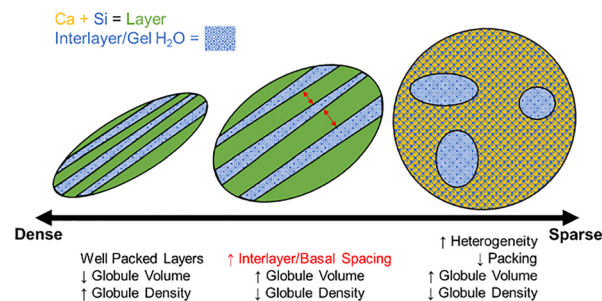 Ca + Si = Layer
Interlayer/Gel H₂O =
Dense
Sparse
Well Packed Layers
↓ Globule Volume
↑ Globule Density
↑ Interlayer/Basal Spacing
↑ Globule Volume
↓ Globule Density
↑ Heterogeneity
↓ Packing
↑ Globule Volume
↓ Globule Density